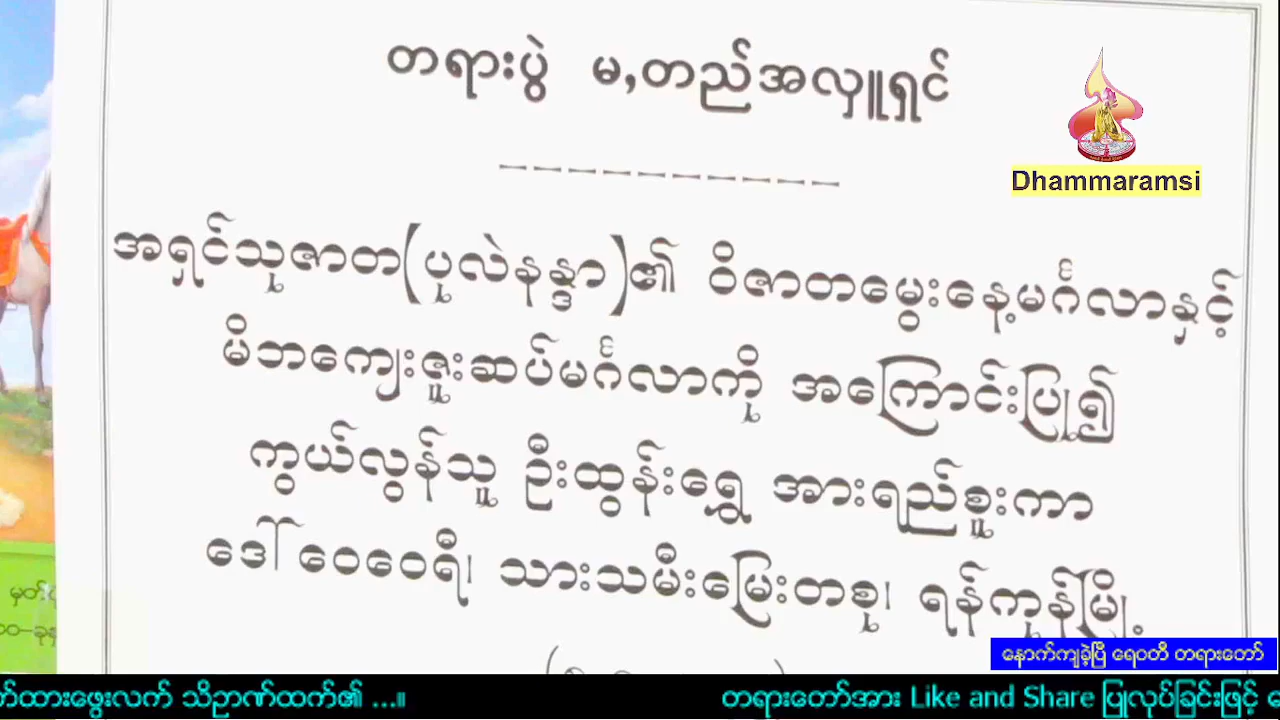 တရားပွဲ မ,တည်အလှူရှင်
----------
Dhammaramsi
အရှင်သုဇာတ(ပုလဲနန္ဒာ)၏ ဝိဇာတမွေးနေ့မင်္ဂလာနှင့်
မိဘကျေးဇူးဆပ်မင်္ဂလာကို အကြောင်းပြု၍
ကွယ်လွန်သူ ဦးထွန်းရွှေ အားရည်စူးကာ
ဒေါ်ဝေဝေရီ၊ သားသမီးမြေးတစု၊ ရန်ကုန်မြို့
နောက်ကျခဲ့ပြီ ရေဝတီ တရားတော်
က်ထားဖွေးလက် သိဉာဏ်ထက်၏ ...။ တရားတော်အား Like and Share ပြုလုပ်ခြင်းဖြင့်